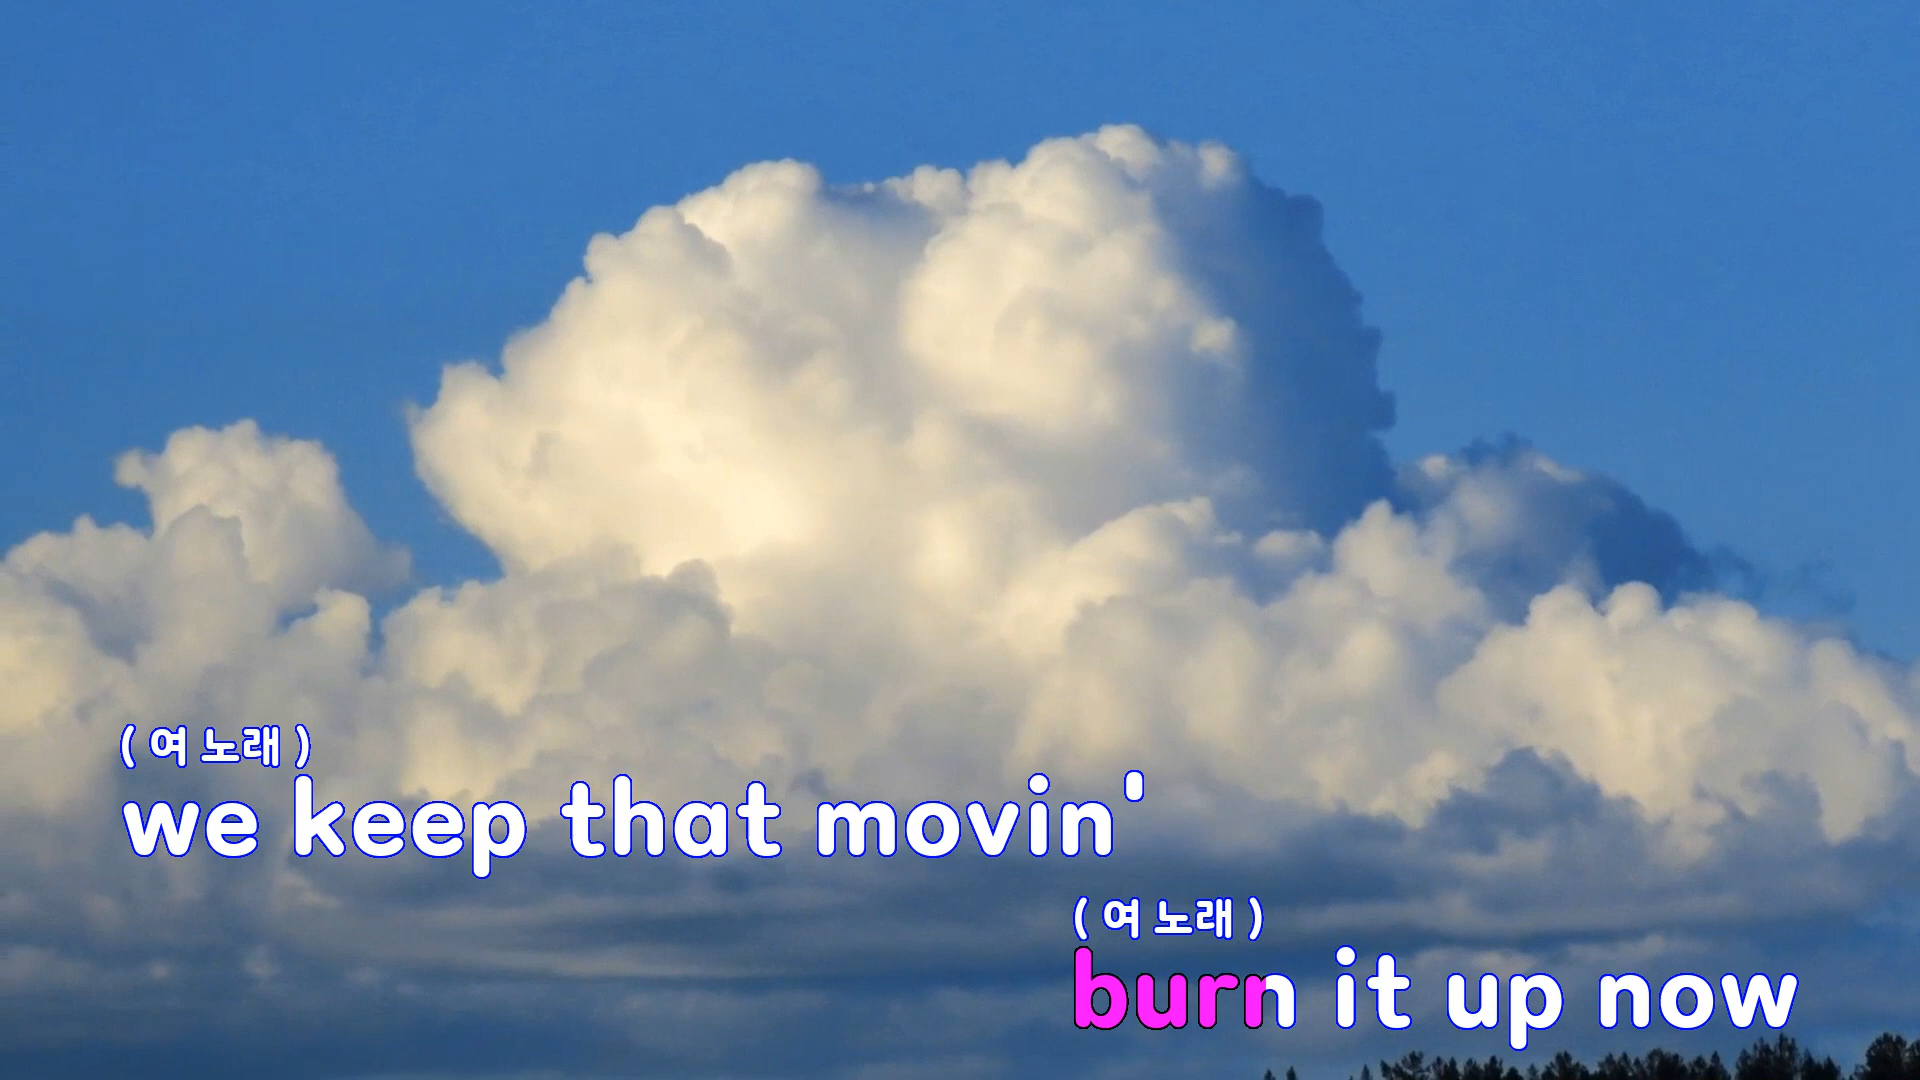 ( 여 노래 )
we keep that movin'
( 여 노래 )
burn it up now